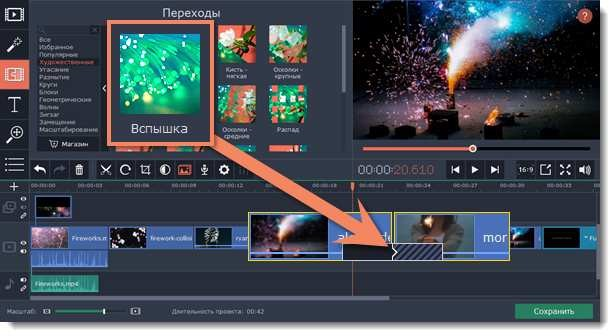 Переходы
?
Все
Избранное
Популярные
Художественные
Угасание
Размытие
Круги
Блоки
Геометрические
Волни
Зигзаг
Замещение
Масштабирование
Магазин
Вспышка
Кисть -
мягкая
Осколки -
крупные
Осколки -
средние
Распад
00:00:20.610
16:9
00:00:00
00:00:03
00:00:06
00:00:09
00:00:12
00:00:18
00:00:21
00:00:24
00:00:27
00:00:30
00:00:33
00:00:36
Fireworks.m
firework-collisi
ryan
mor
Fireworks.mp4
Масштаб:
Длительность проекта: 00:42
Сохранить